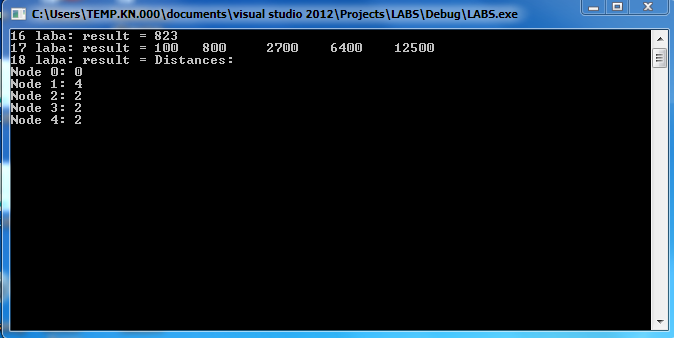 C:\Users\TEMP.KN.000\documents\visual studio 2012\Projects\LABS\Debug\LABS.exe
16 laba: result = 823
17 laba: result = 100   800     2700    6400    12500
18 laba: result = Distances:
Node 0: 0
Node 1: 4
Node 2: 2
Node 3: 2
Node 4: 2